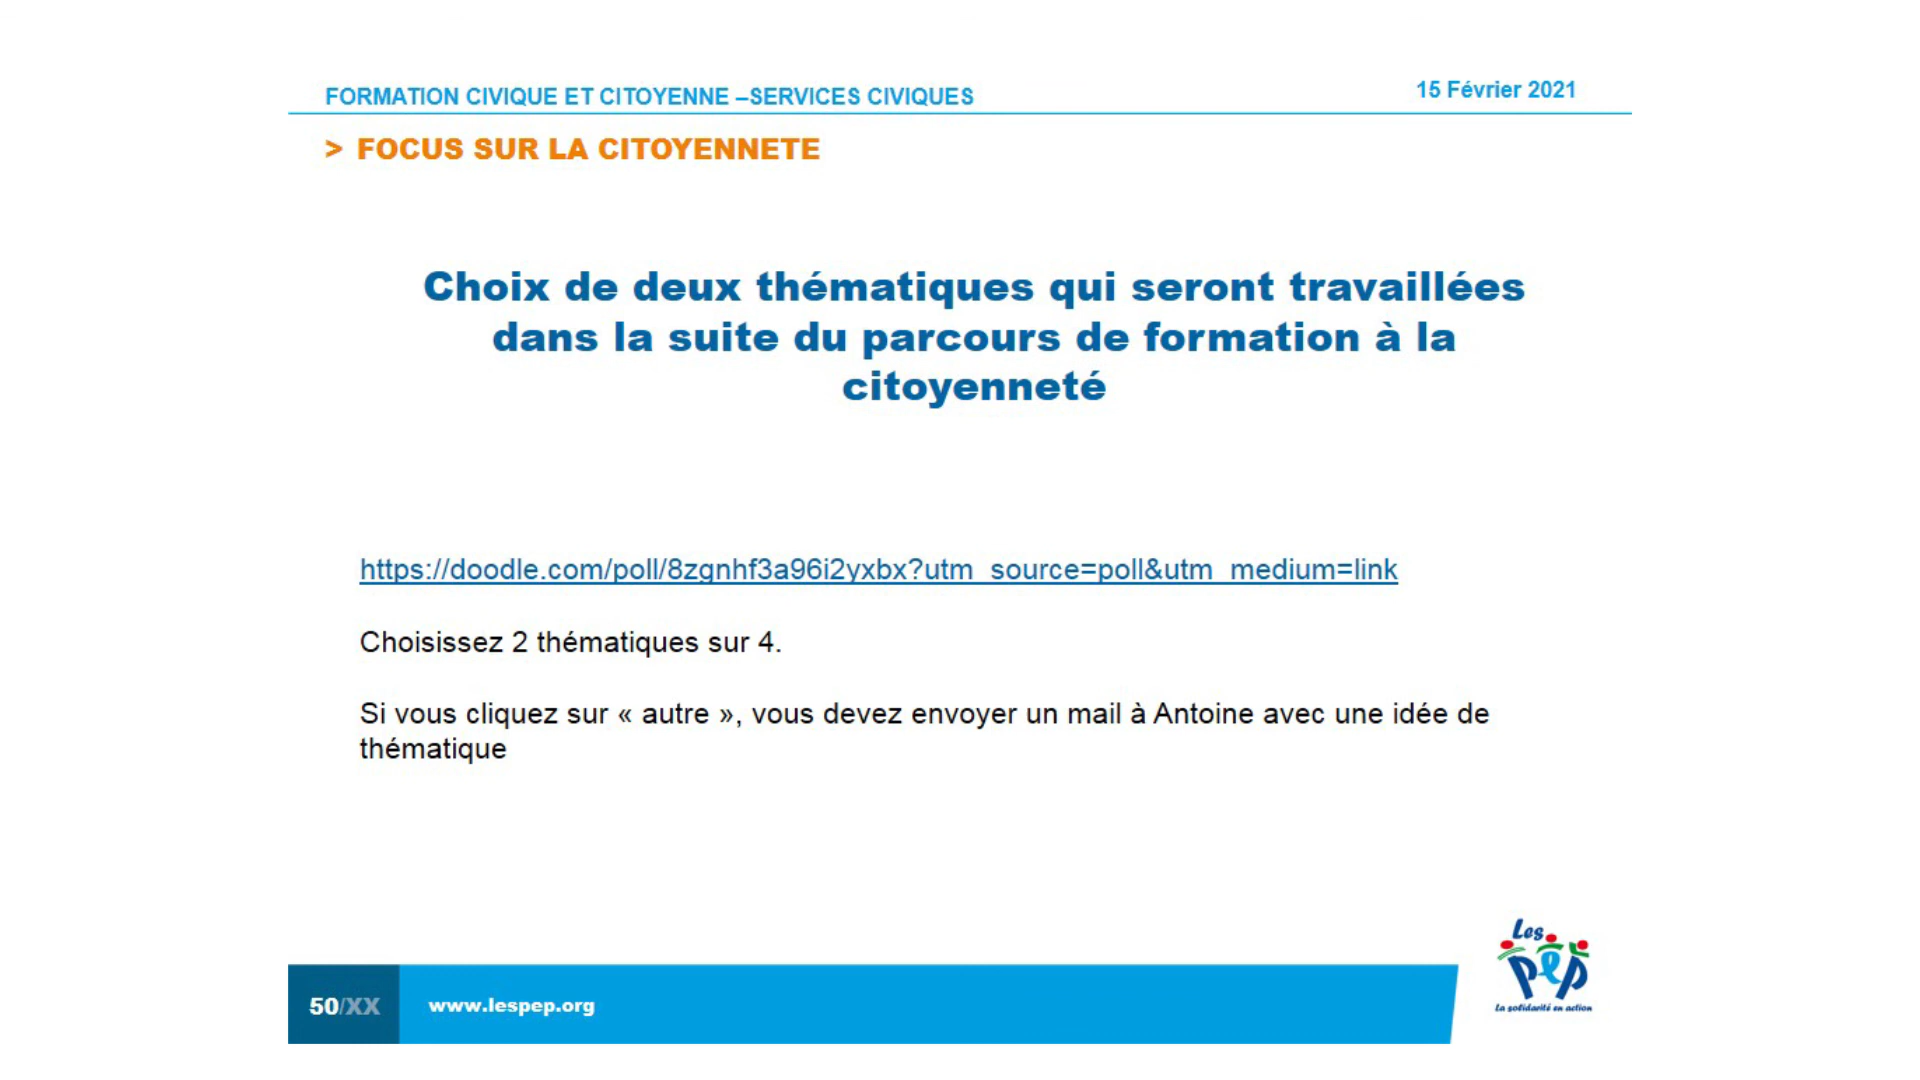 FORMATION CIVIQUE ET CITOYENNE –SERVICES CIVIQUES
15 Février 2021
> FOCUS SUR LA CITOYENNETE
Choix de deux thématiques qui seront travaillées
dans la suite du parcours de formation à la
citoyenneté
https://doodle.com/poll/8zgnhf3a96i2yxbx?utm_source=poll&utm_medium=link
Choisissez 2 thématiques sur 4.
Si vous cliquez sur « autre », vous devez envoyer un mail à Antoine avec une idée de
thématique
Les
pep
La solidarité en action
50/XX
www.lespep.org